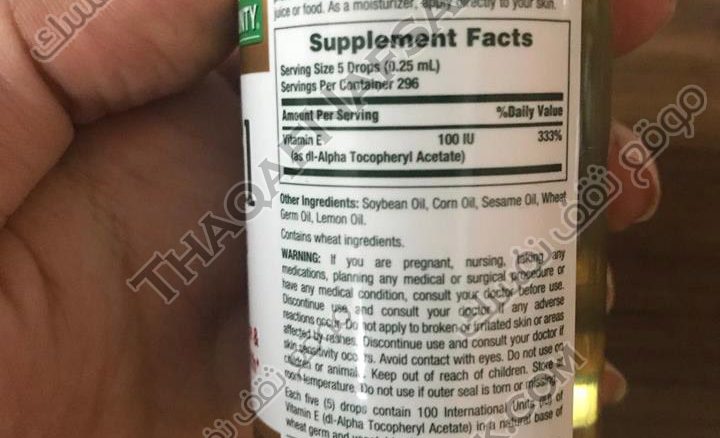 juice or food. As a moisturizer, apply directly to your skin.
Supplement Facts
Serving Size 5 Drops (0.25 mL)
Servings Per Container 296
Amount Per Serving %Daily Value
Vitamin E 100 IU 333%
(as dl-Alpha Tocopheryl Acetate)
Other Ingredients: Soybean Oil, Corn Oil, Sesame Oil, Wheat
Germ Oil, Lemon Oil.
Contains wheat ingredients.
WARNING: If you are pregnant, nursing, taking any
medications, planning any medical or surgical procedure or
have any medical condition, consult your doctor before use.
Discontinue use and consult your doctor if any adverse
reactions occur. Do not apply to broken or irritated skin or areas
affected by rashes. Discontinue use and consult your doctor if
skin sensitivity occurs. Avoid contact with eyes. Do not use on
children or animals. Keep out of reach of children. Store at
room temperature. Do not use if outer seal is torn or missing.
Each five (5) drops contain 100 International Units (IU) of
Vitamin E (dl-Alpha Tocopheryl Acetate) in a natural base of
wheat germ and
موقع ثقف نفسك